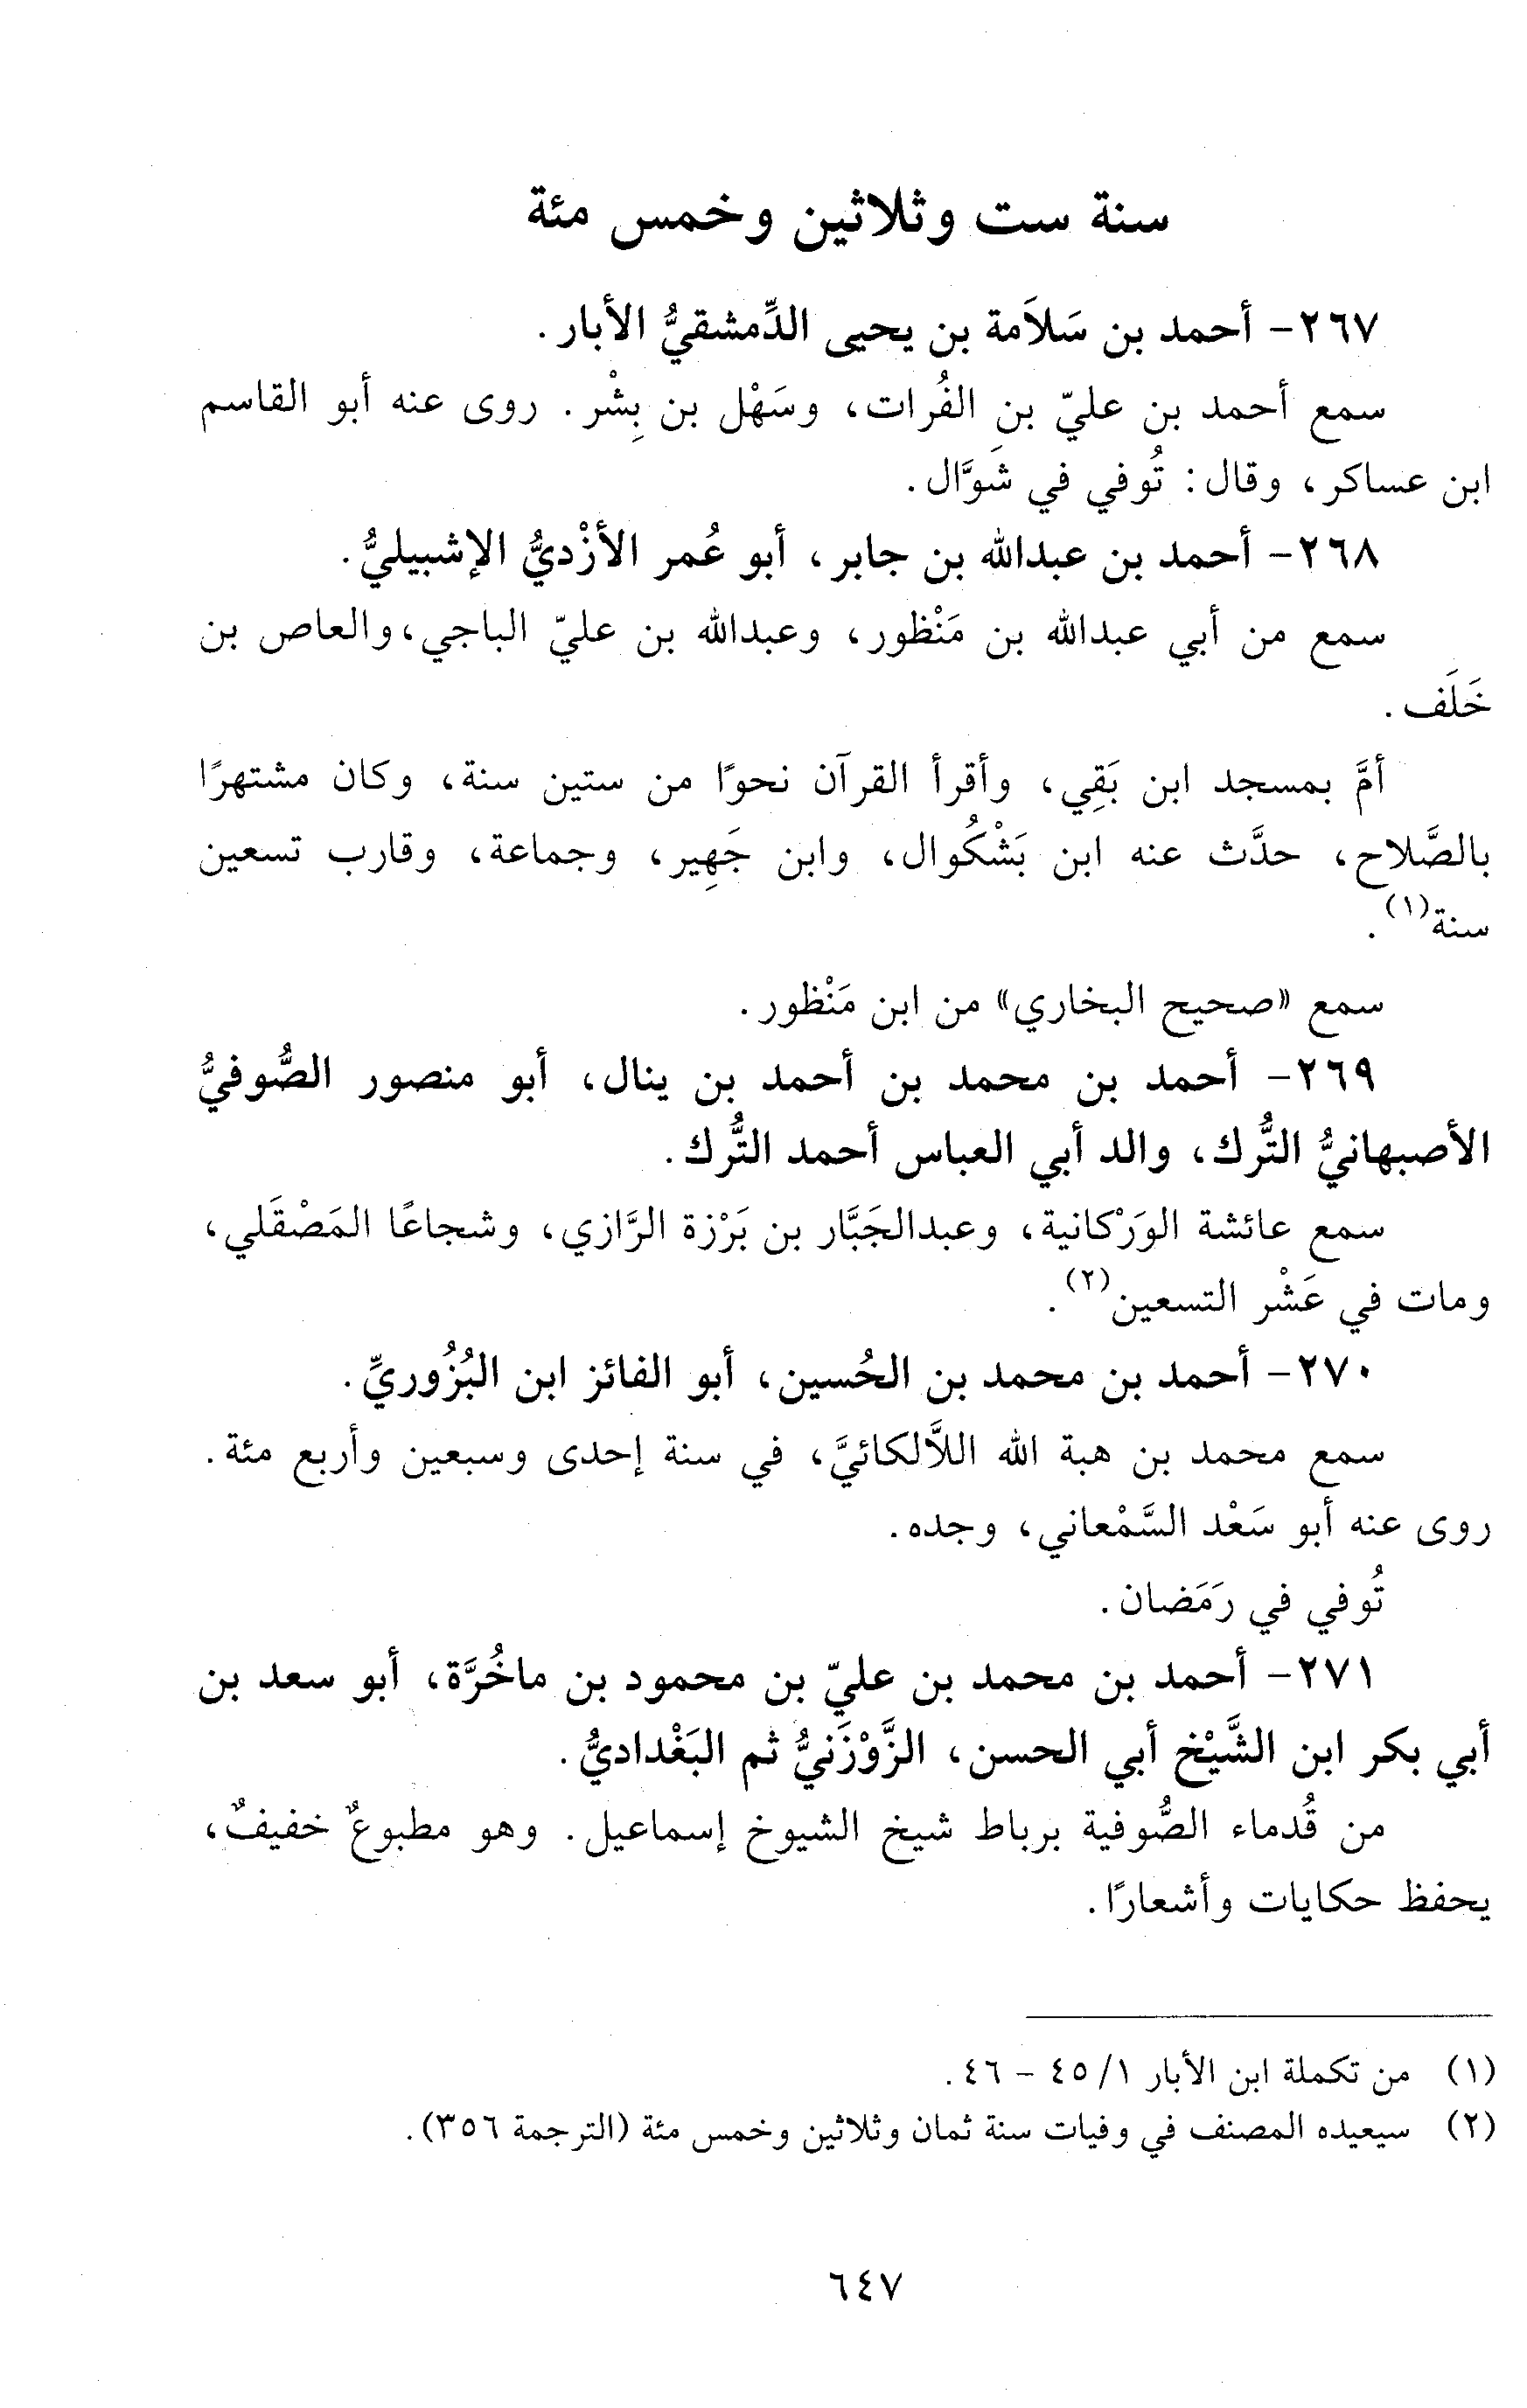 سنة ست وثلاثين وخمس مئة
٢٦٧- أحمد بن سَلاَمة بن يحيى الدِّمشقيُّ الأبار.
سمع أحمد بن عليّ بن الفُرات، وسَهْل بن بِشْر. روى عنه أبو القاسم
ابن عساكر، وقال: تُوفي في شَوَّال.
٢٦٨- أحمد بن عبدالله بن جابر، أبو عُمر الأزْديُّ الإشبيليُّ.
سمع من أبي عبدالله بن مَنْظور، وعبدالله بن عليّ الباجي، والعاص بن
خَلَف.
أمَّ بمسجد ابن بَقِي، وأقرأ القرآن نحوًا من ستين سنة، وكان مشتهرًا
بالصَّلاح، حدَّث عنه ابن بَشْكُوال، وابن جَهِير، وجماعة، وقارب تسعين
سنة(١).
سمع «صحيح البخاري» من ابن مَنْظور.
٢٦٩- أحمد بن محمد بن أحمد بن ينال، أبو منصور الصُّوفيُّ
الأصبهانيُّ التُّرك، والد أبي العباس أحمد التُّرك.
سمع عائشة الوَرْكانية، وعبدالجَبَّار بن بَرْزة الرَّازي، وشجاعًا المَصْقَلي،
ومات في عَشْر التسعين(٢).
٢٧٠- أحمد بن محمد بن الحُسين، أبو الفائز ابن البُزُوريِّ.
سمع محمد بن هبة الله اللاَّلكائيَّ، في سنة إحدى وسبعين وأربع مئة.
روى عنه أبو سَعْد السَّمْعاني، وجده.
تُوفي في رَمَضان.
٢٧١- أحمد بن محمد بن عليّ بن محمود بن ماخُرَّة، أبو سعد بن
أبي بكر ابن الشَّيْخ أبي الحسن، الزَّوْزَنيُّ ثم البَغْداديُّ.
من قُدماء الصُّوفية برباط شيخ الشيوخ إسماعيل. وهو مطبوعٌ خفيفٌ،
يحفظ حكايات وأشعارًا.
(١) من تكملة ابن الأبار ١/ ٤٥ - ٤٦.
(٢) سيعيده المصنف في وفيات سنة ثمان وثلاثين وخمس مئة (الترجمة ٣٥٦).
٦٤٧